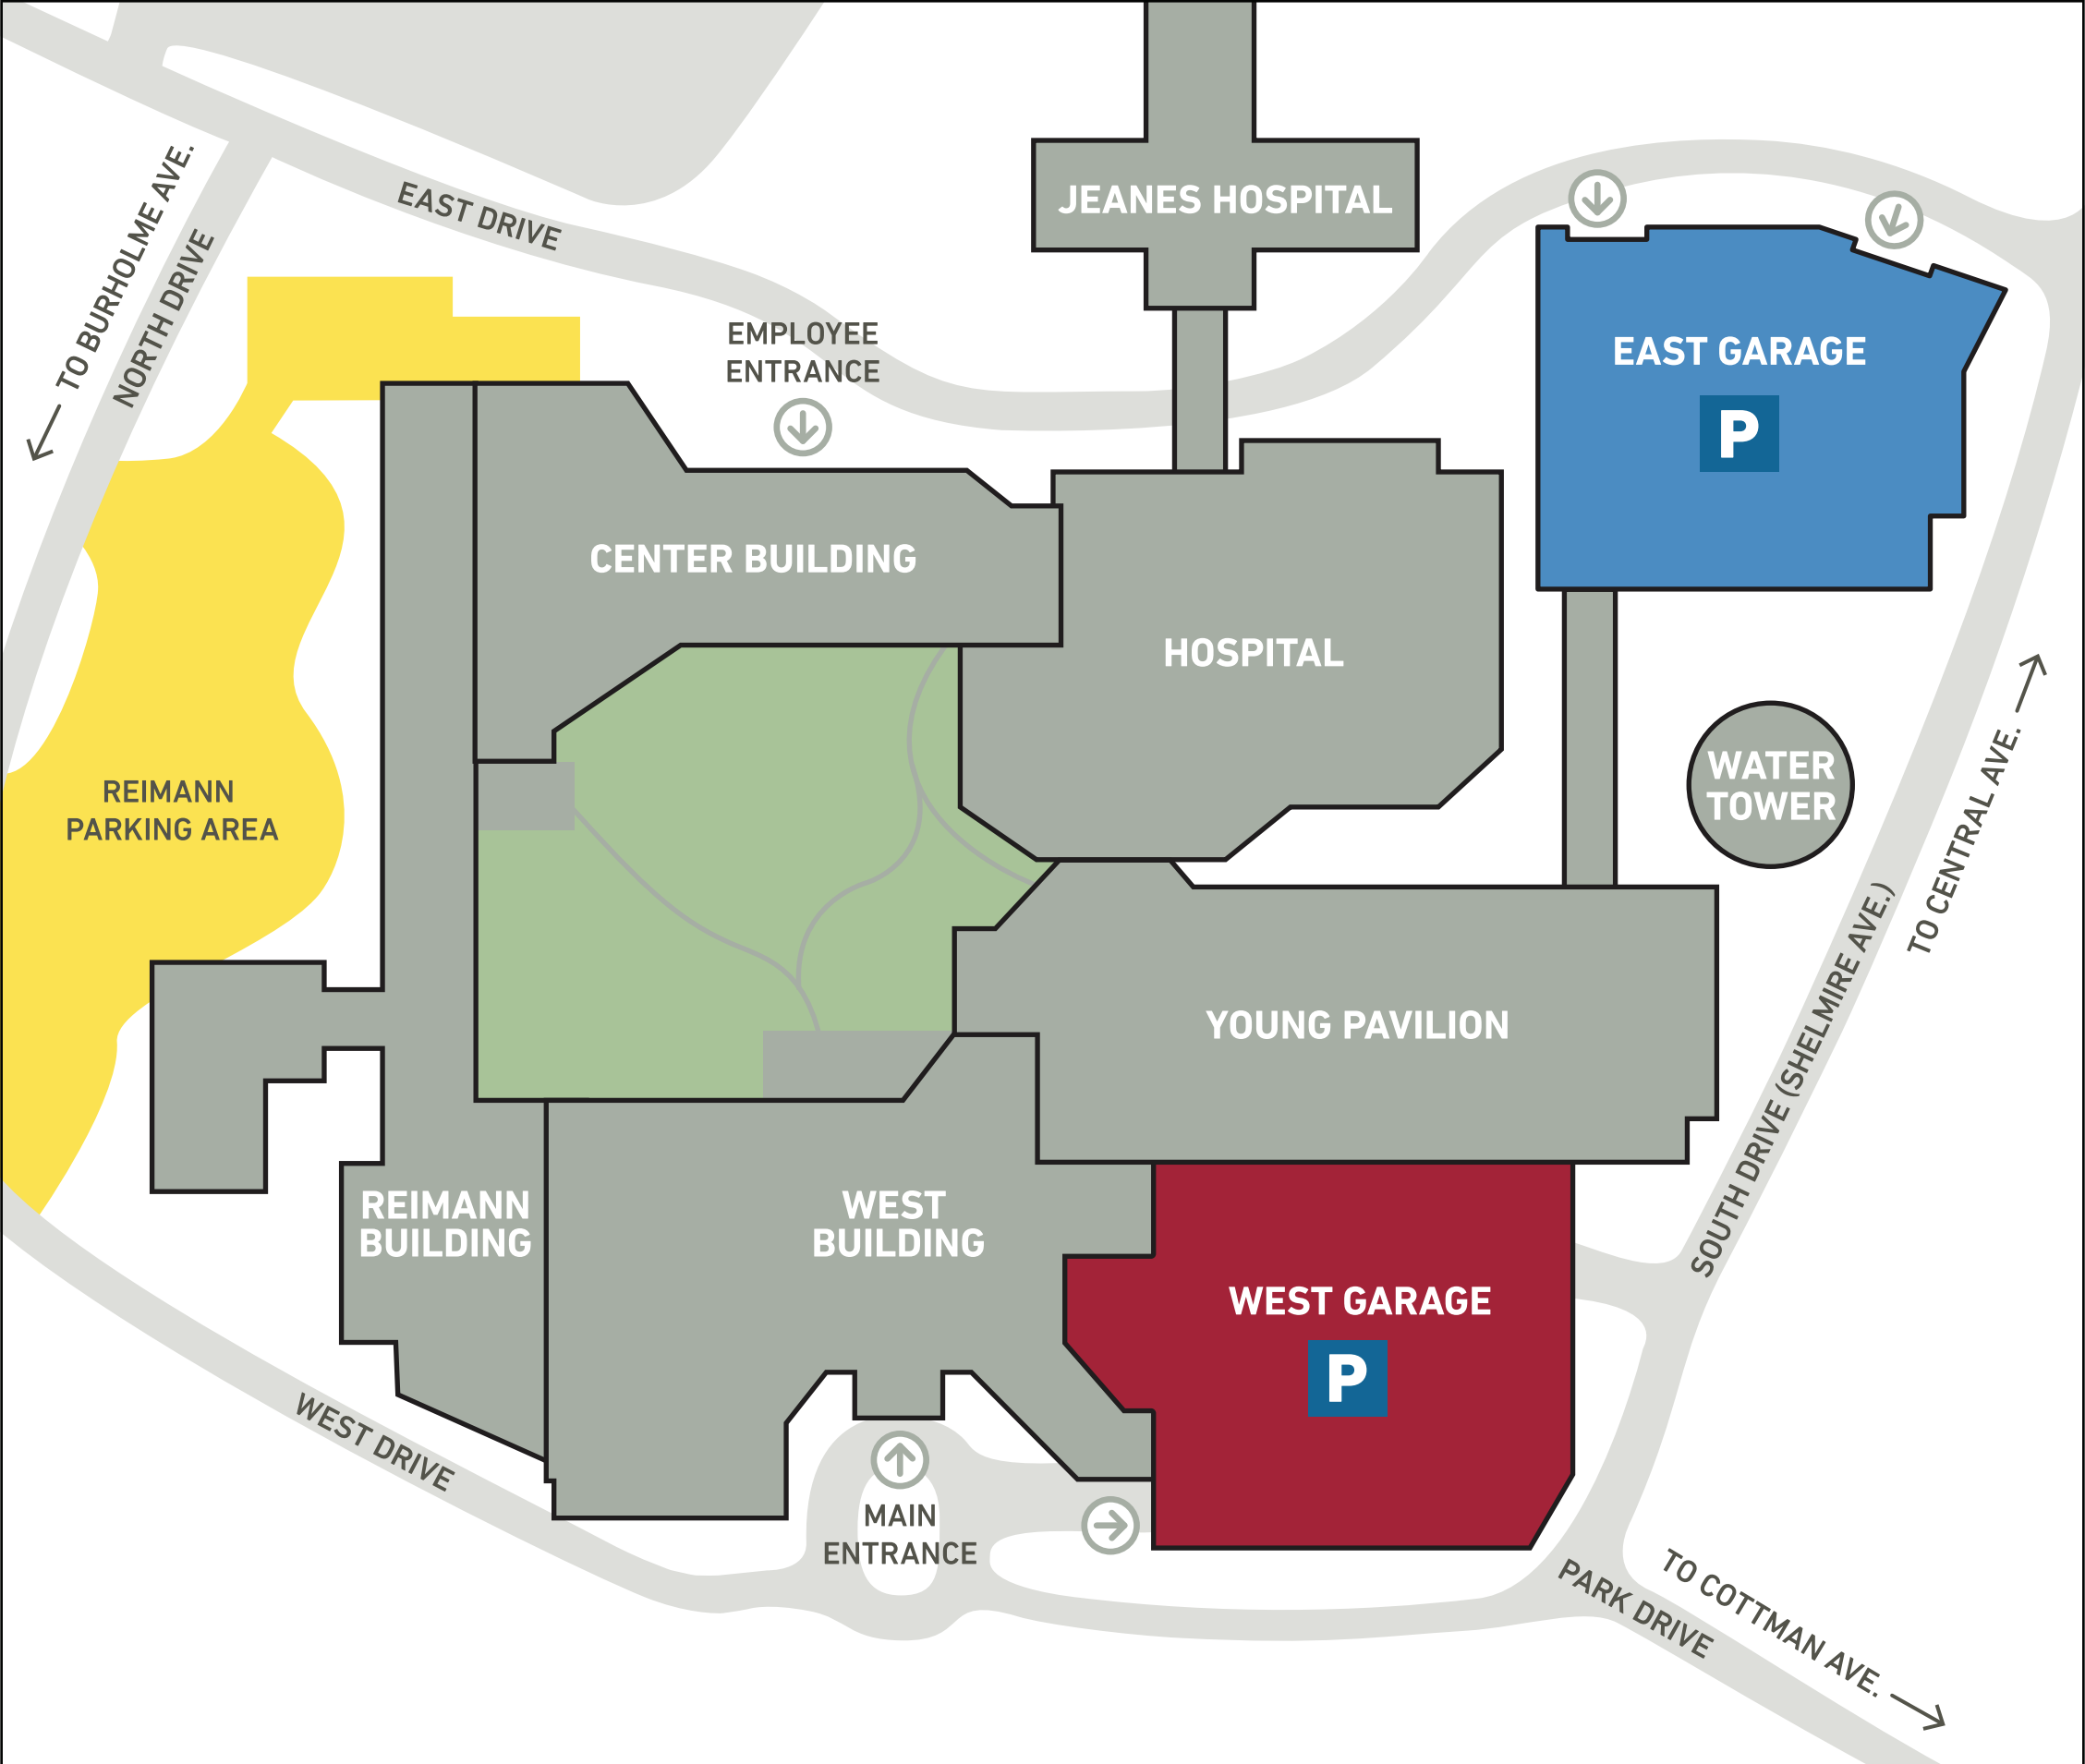 JEANES HOSPITAL
TO BURHOLME AVE.
NORTH DRIVE
EAST DRIVE
EMPLOYEE
ENTRANCE
EAST GARAGE
P
CENTER BUILDING
HOSPITAL
WATER
TOWER
REIMANN
PARKING AREA
TO CENTRAL AVE.
YOUNG PAVILION
SOUTH DRIVE (SHELMIRE AVE.)
REIMANN
BUILDING
WEST
BUILDING
WEST GARAGE
P
WEST DRIVE
MAIN
ENTRANCE
PARK DRIVE
TO COTTMAN AVE.